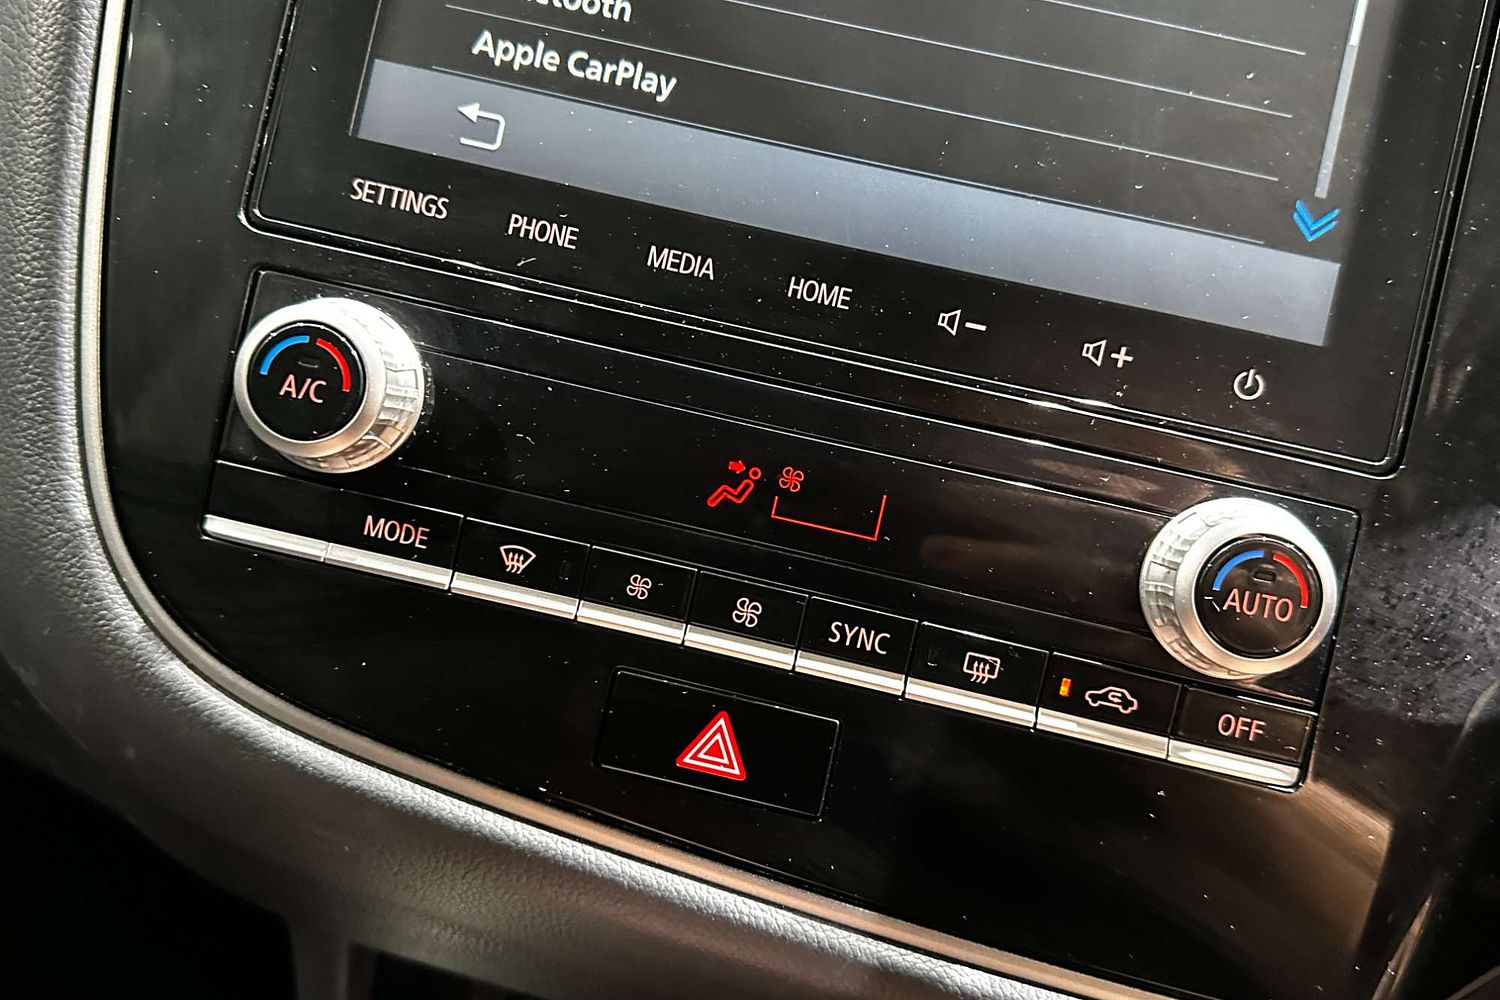 Apple CarPlay
SETTINGS
PHONE
MEDIA
HOME
A/C
AUTO
MODE
SYNC
OFF